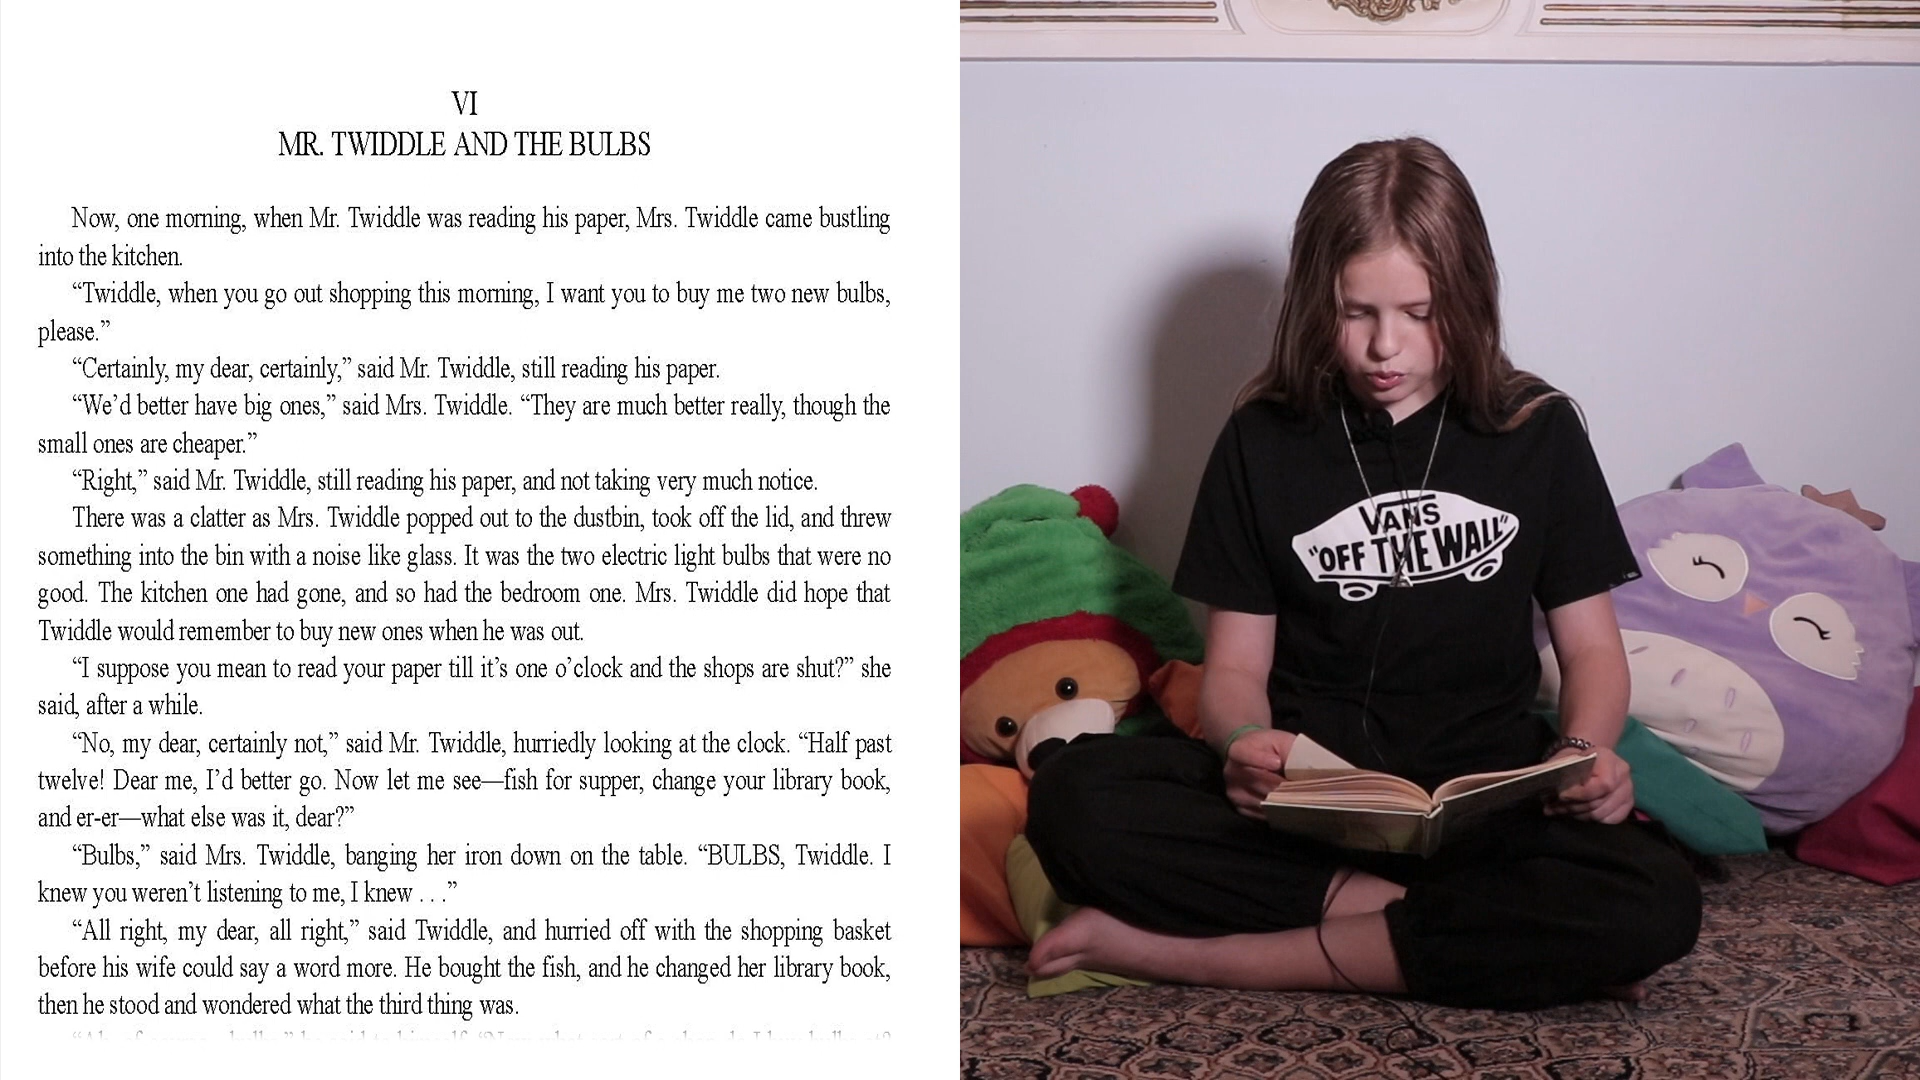 VI
MR. TWIDDLE AND THE BULBS
Now, one morning, when Mr. Twiddle was reading his paper, Mrs. Twiddle came bustling
into the kitchen.
“Twiddle, when you go out shopping this morning, I want you to buy me two new bulbs,
please.”
“Certainly, my dear, certainly,” said Mr. Twiddle, still reading his paper.
“We’d better have big ones,” said Mrs. Twiddle. “They are much better really, though the
small ones are cheaper.”
“Right,” said Mr. Twiddle, still reading his paper, and not taking very much notice.
There was a clatter as Mrs. Twiddle popped out to the dustbin, took off the lid, and threw
something into the bin with a noise like glass. It was the two electric light bulbs that were no
good. The kitchen one had gone, and so had the bedroom one. Mrs. Twiddle did hope that
Twiddle would remember to buy new ones when he was out.
“I suppose you mean to read your paper till it’s one o’clock and the shops are shut?” she
said, after a while.
“No, my dear, certainly not,” said Mr. Twiddle, hurriedly looking at the clock. “Half past
twelve! Dear me, I’d better go. Now let me see—fish for supper, change your library book,
and er-er—what else was it, dear?”
“Bulbs,” said Mrs. Twiddle, banging her iron down on the table. “BULBS, Twiddle. I
knew you weren’t listening to me, I knew . . .”
“All right, my dear, all right,” said Twiddle, and hurried off with the shopping basket
before his wife could say a word more. He bought the fish, and he changed her library book,
then he stood and wondered what the third thing was.
VANS
“OFF THE WALL”